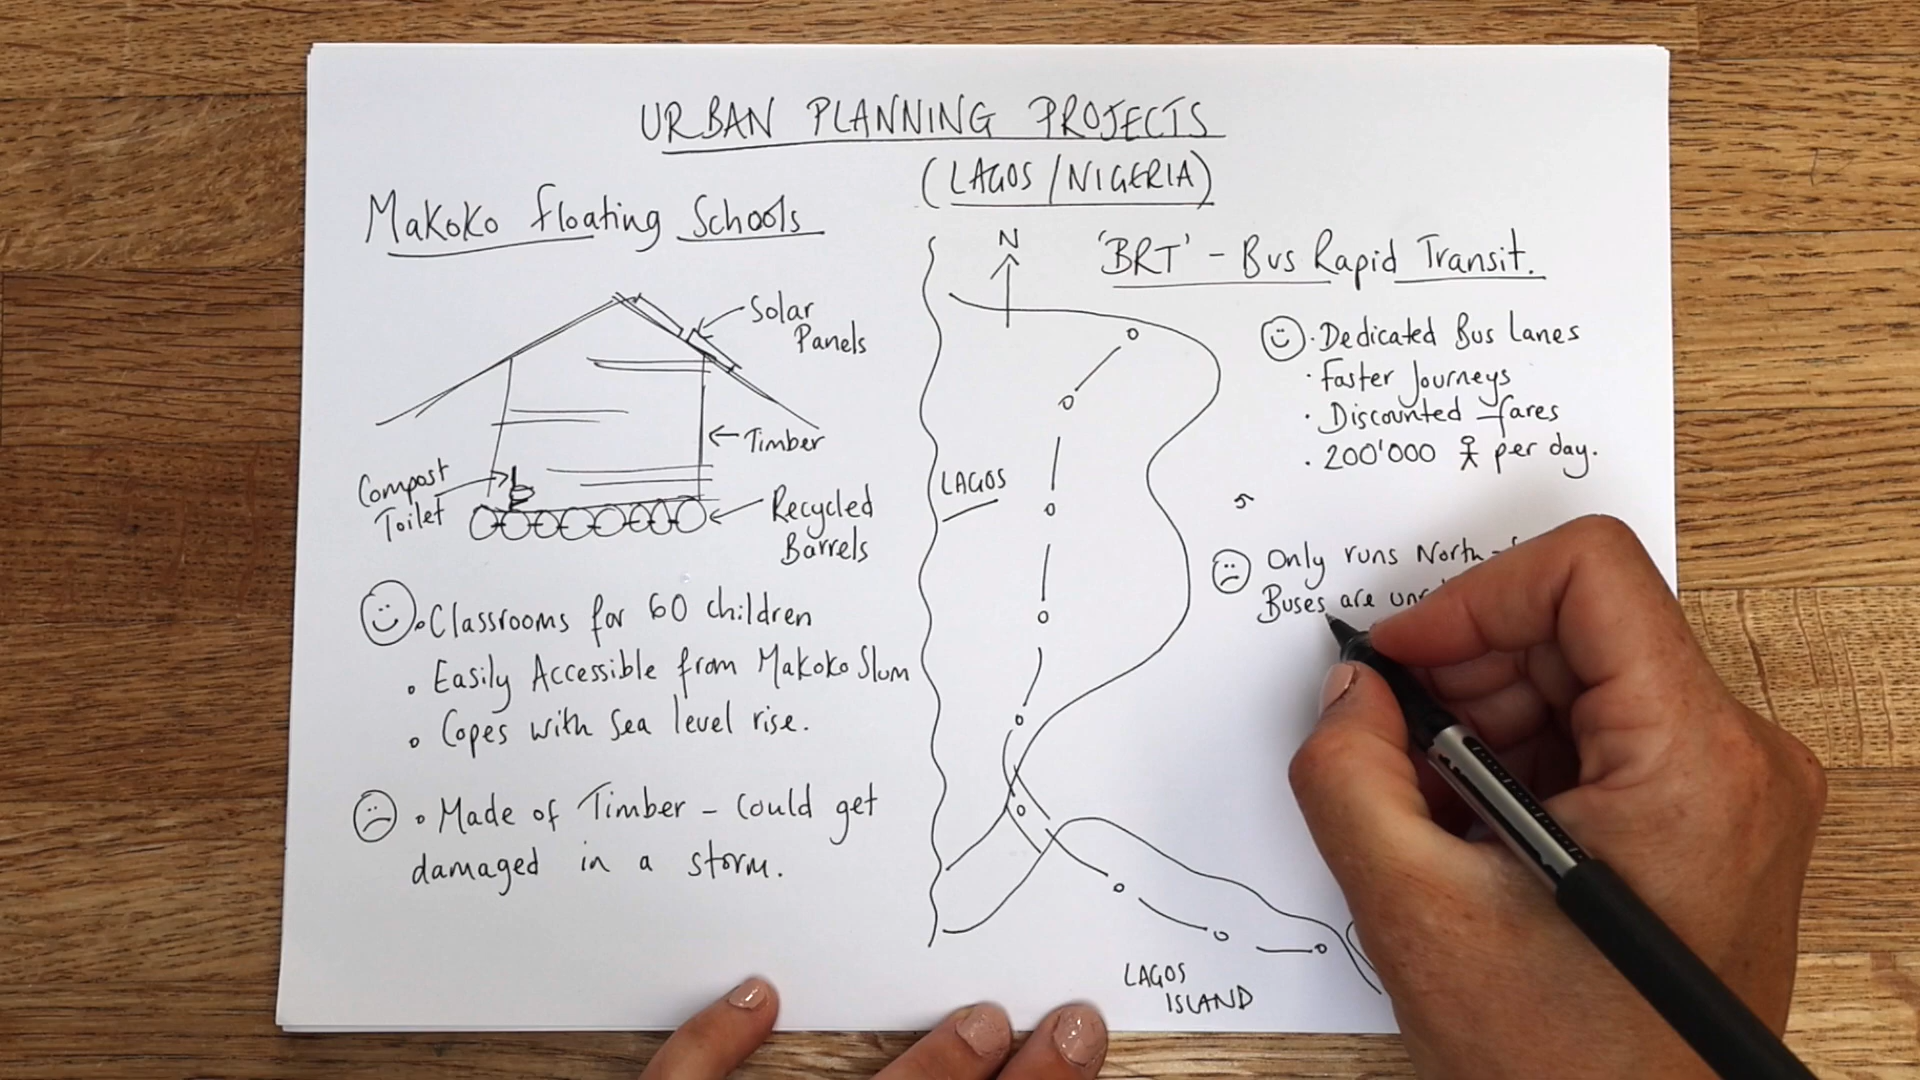 URBAN PLANNING PROJECTS
(LAGOS/NIGERIA)
Makoko Floating Schools
Solar
Panels
Timber
Compost
Toilet
Recycled
Barrels
Classrooms for 60 children
Easily Accessible from Makoko Slum
Copes with Sea level rise.
Made of Timber - Could get
damaged in a storm.
N
'BRT' - Bus Rapid Transit.
Dedicated Bus Lanes
Faster Journeys
Discounted fares
200'000 per day.
LAGOS
Only runs North-
Buses are
LAGOS
ISLAND